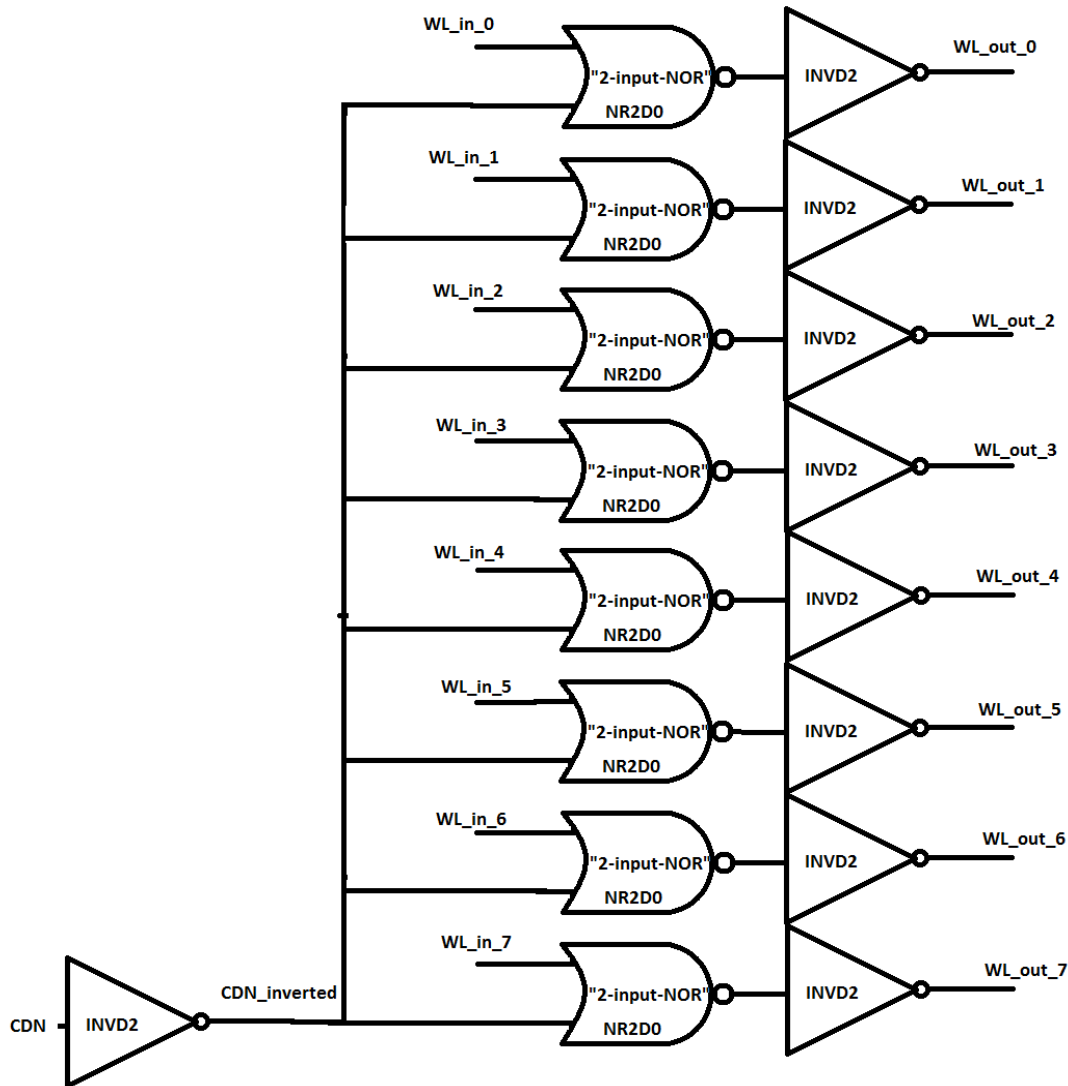 WL_in_0
"2-input-NOR"
NR2D0
INVD2
WL_out_0
WL_in_1
"2-input-NOR"
NR2D0
INVD2
WL_out_1
WL_in_2
"2-input-NOR"
NR2D0
INVD2
WL_out_2
WL_in_3
"2-input-NOR"
NR2D0
INVD2
WL_out_3
WL_in_4
"2-input-NOR"
NR2D0
INVD2
WL_out_4
WL_in_5
"2-input-NOR"
NR2D0
INVD2
WL_out_5
WL_in_6
"2-input-NOR"
NR2D0
INVD2
WL_out_6
WL_in_7
"2-input-NOR"
NR2D0
INVD2
WL_out_7
CDN
INVD2
CDN_inverted